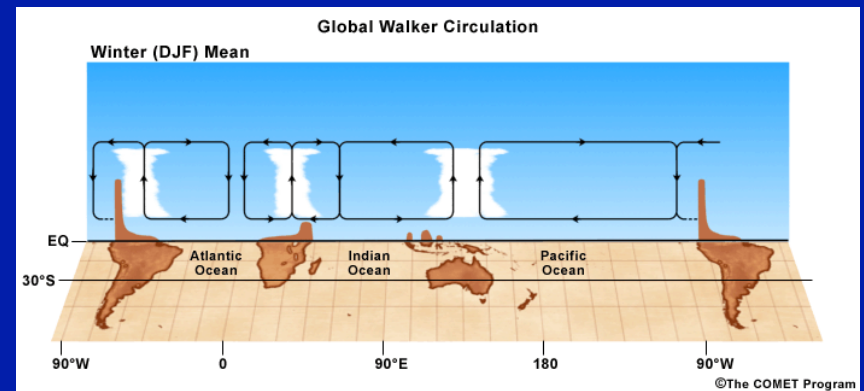 Global Walker Circulation
Winter (DJF) Mean
EQ
Atlantic
Ocean
Indian
Ocean
Pacific
Ocean
30°S
90°W
0
90°E
180
90°W
©The COMET Program